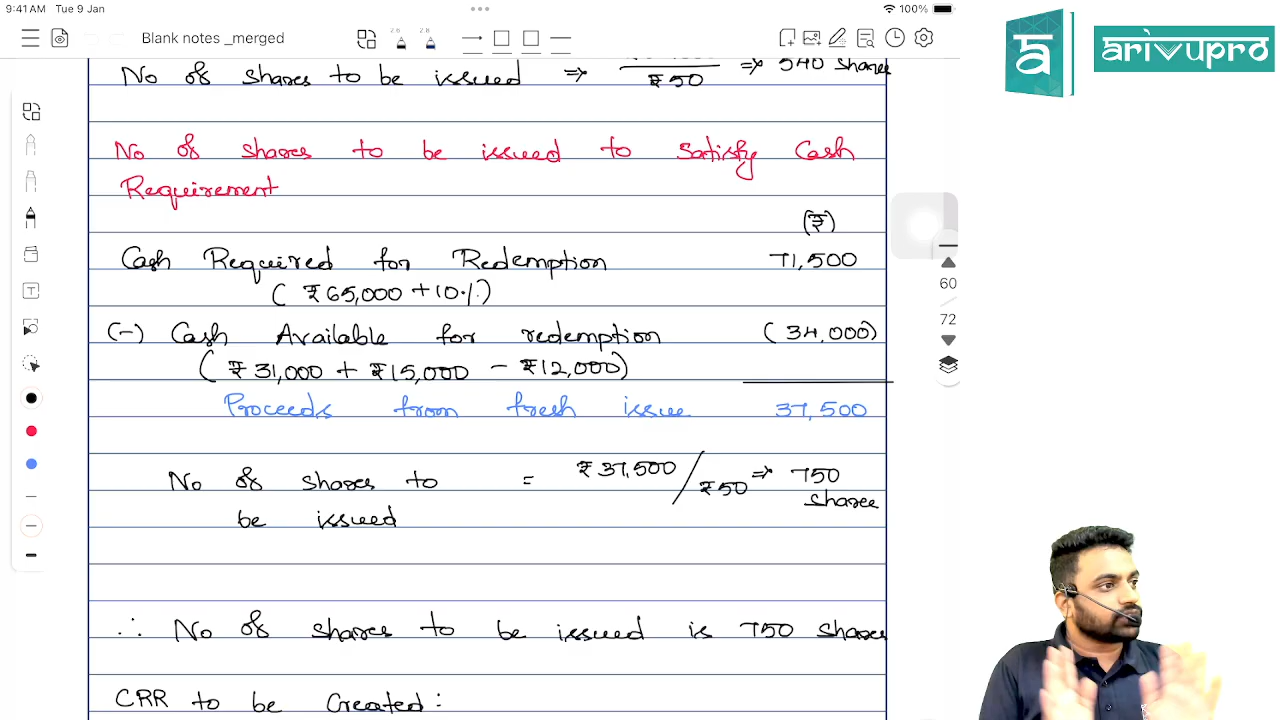 9:41 AM Tue 9 Jan
100%
Blank notes _merged
2.6
2.8
a
arivupro
No of shares to be issued ⇒ ₹50 ⇒ 540 shares
No of shares to be issued to Satisfy Cash
Requirement
(₹)
Cash Required for Redemption 71,500
(₹65,000 + 10%)
(-) Cash Available for redemption (34,000)
(₹31,000 + ₹15,000 - ₹12,000)
Proceeds from fresh issue 37,500
No of shares to be issued = ₹37,500 / ₹50 ⇒ 750 shares
∴ No of shares to be issued is 750 shares
CRR to be Created:
60
72